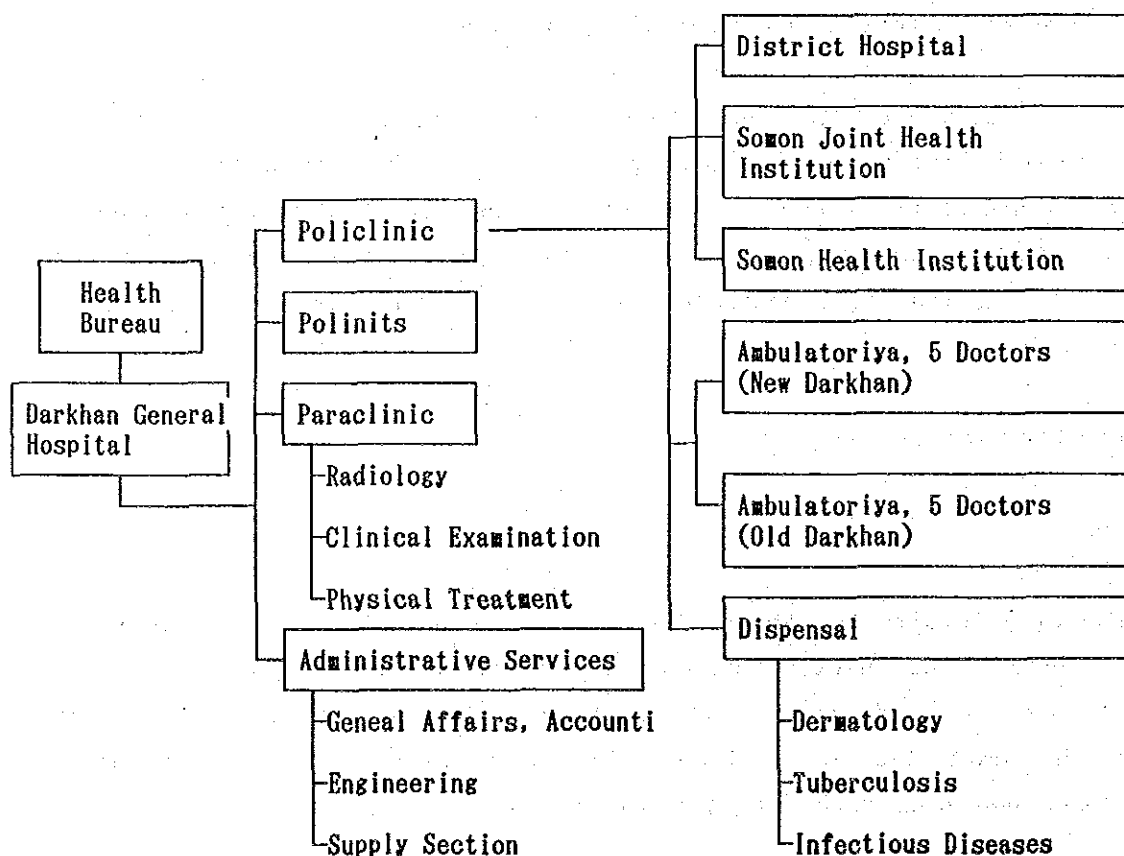 Health
Bureau
Darkhan General
Hospital
Policlinic
Polinits
Paraclinic
Radiology
Clinical Examination
Physical Treatment
Administrative Services
Geneal Affairs, Accounti
Engineering
Supply Section
District Hospital
Somon Joint Health
Institution
Somon Health Institution
Ambulatoriya, 5 Doctors
(New Darkhan)
Ambulatoriya, 5 Doctors
(Old Darkhan)
Dispensal
Dermatology
Tuberculosis
Infectious Diseases